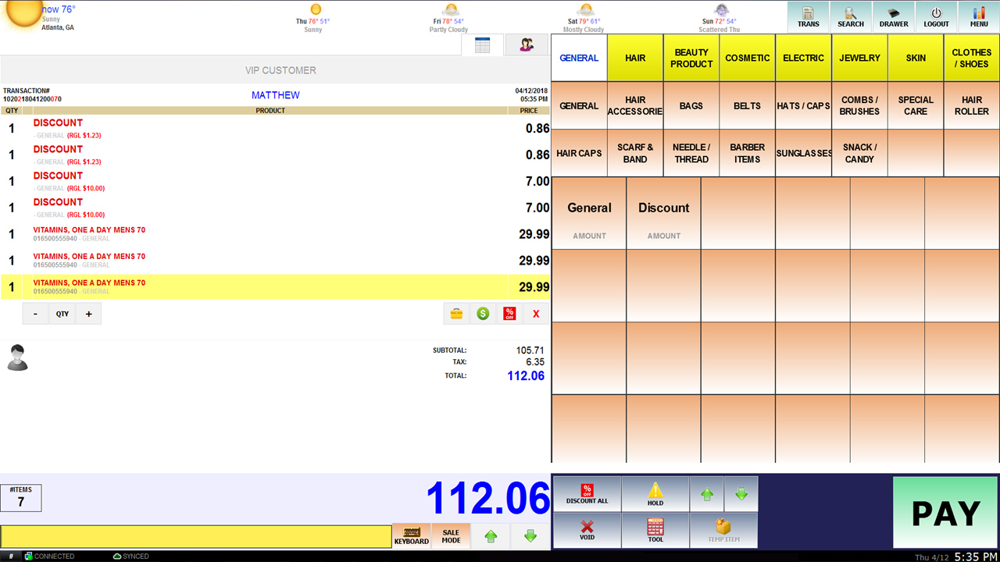 now 76°
Sunny
Atlanta, GA
Thu 76° 51°
Sunny
Fri 78° 54°
Partly Cloudy
Sat 79° 61°
Mostly Cloudy
Sun 72° 54°
Scattered Thu
TRANS
SEARCH
DRAWER
LOGOUT
MENU
VIP CUSTOMER
TRANSACTION#
102021804120070
MATTHEW
04/12/2018
05:35 PM
QTY PRODUCT PRICE
1 DISCOUNT 0.86
- GENERAL (RGL $1.23)
1 DISCOUNT 0.86
- GENERAL (RGL $1.23)
1 DISCOUNT 7.00
- GENERAL (RGL $10.00)
1 DISCOUNT 7.00
- GENERAL (RGL $10.00)
1 VITAMINS, ONE A DAY MENS 70 29.99
016500555940 - GENERAL
1 VITAMINS, ONE A DAY MENS 70 29.99
016500555940 - GENERAL
1 VITAMINS, ONE A DAY MENS 70 29.99
016500555940 - GENERAL
- QTY +
$
%
OFF
X
SUBTOTAL: 105.71
TAX: 6.35
TOTAL: 112.06
#ITEMS
7
112.06
KEYBOARD
SALE
MODE
GENERAL
HAIR
BEAUTY
PRODUCT
COSMETIC
ELECTRIC
JEWELRY
SKIN
CLOTHES
/ SHOES
GENERAL
HAIR
ACCESSORIE
BAGS
BELTS
HATS / CAPS
COMBS /
BRUSHES
SPECIAL
CARE
HAIR
ROLLER
HAIR CAPS
SCARF &
BAND
NEEDLE /
THREAD
BARBER
ITEMS
SUNGLASSES
SNACK /
CANDY
General
AMOUNT
Discount
AMOUNT
%
OFF
DISCOUNT ALL
HOLD
VOID
TOOL
TEMP ITEM
PAY
# CONNECTED SYNCED
Thu 4/12 5:35 PM